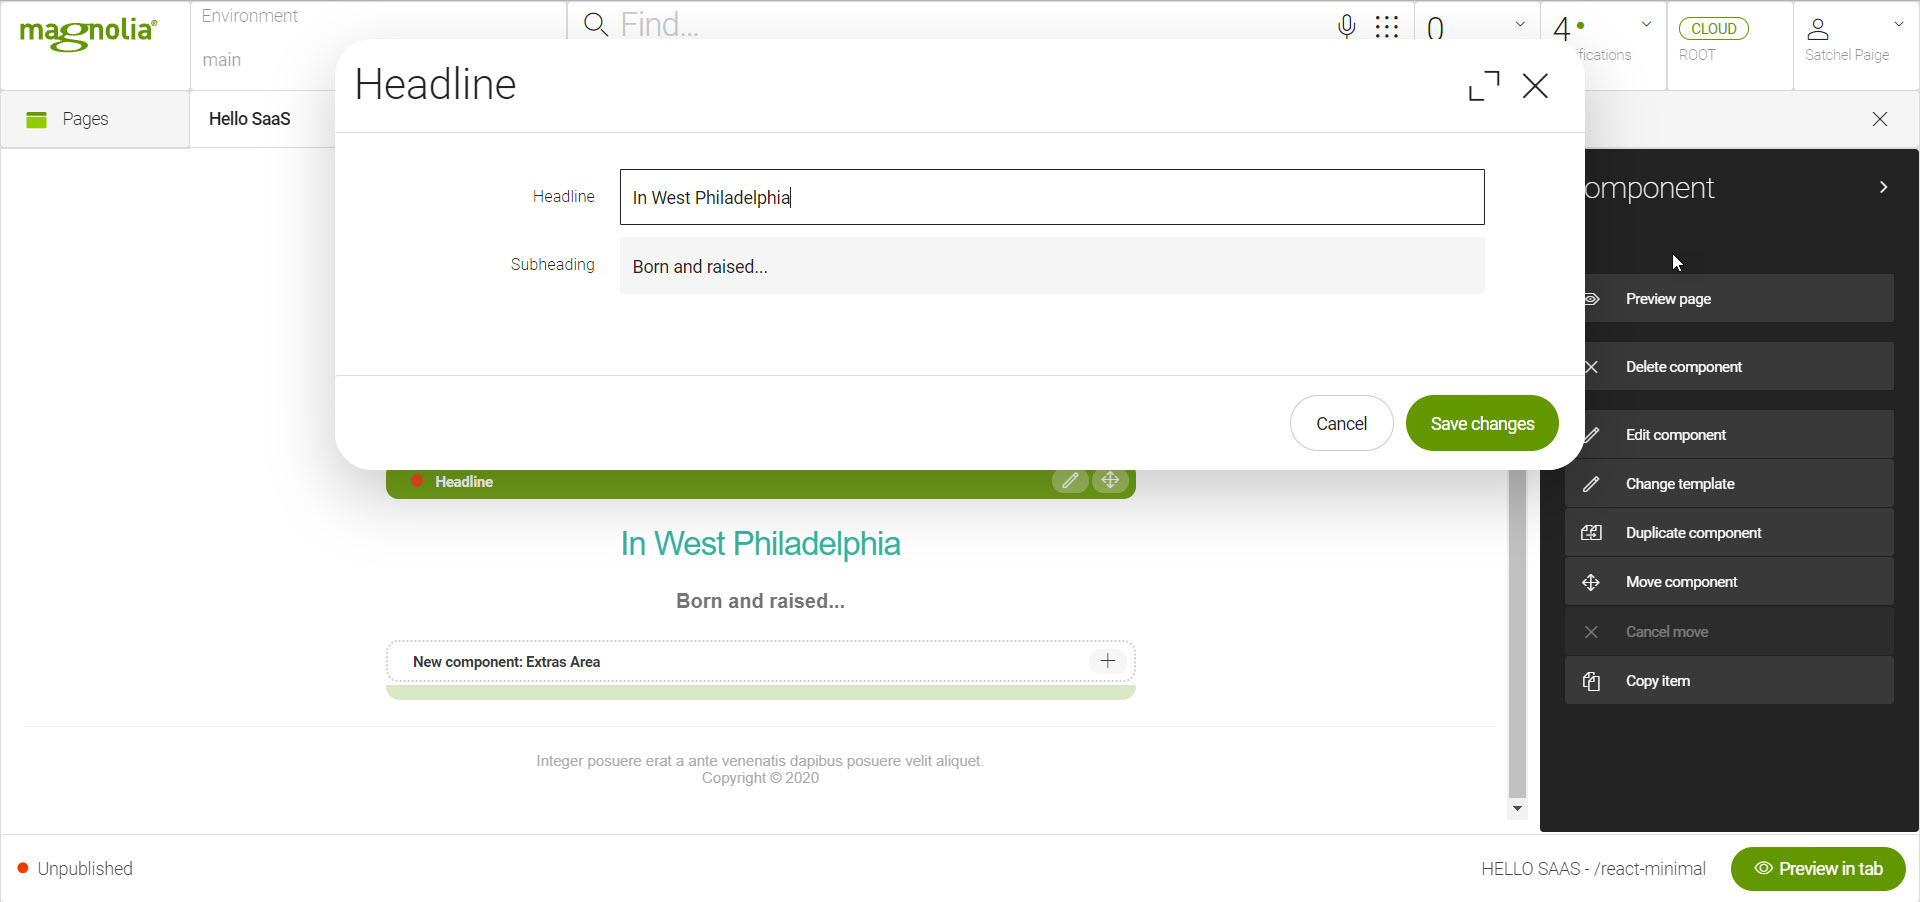 magnolia®
Environment
main
Find...
0
4
fications
CLOUD
ROOT
Satchel Paige
Pages
Hello SaaS
Headline
Headline
In West Philadelphia
Subheading
Born and raised...
Cancel
Save changes
omponent
Preview page
Delete component
Edit component
Change template
Duplicate component
Move component
Cancel move
Copy item
Headline
In West Philadelphia
Born and raised...
New component: Extras Area
Integer posuere erat a ante venenatis dapibus posuere velit aliquet.
Copyright © 2020
Unpublished
HELLO SAAS - /react-minimal
Preview in tab